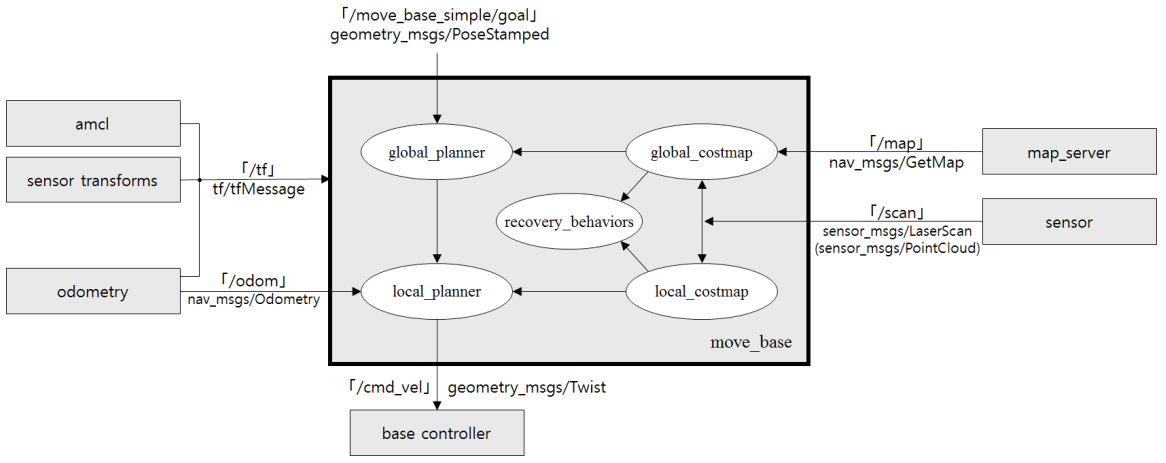 「/move_base_simple/goal」
geometry_msgs/PoseStamped
amcl
sensor transforms
odometry
「/tf」
tf/tfMessage
「/odom」
nav_msgs/Odometry
global_planner
global_costmap
recovery_behaviors
local_planner
local_costmap
move_base
「/map」
nav_msgs/GetMap
map_server
「/scan」
sensor_msgs/LaserScan
(sensor_msgs/PointCloud)
sensor
「/cmd_vel」 geometry_msgs/Twist
base controller